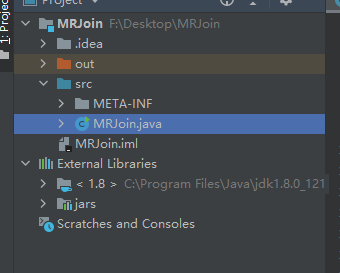 Project
1: Project
MRJoin F:\Desktop\MRJoin
.idea
out
src
META-INF
MRJoin.java
MRJoin.iml
External Libraries
< 1.8 > C:\Program Files\Java\jdk1.8.0_121
jars
Scratches and Consoles